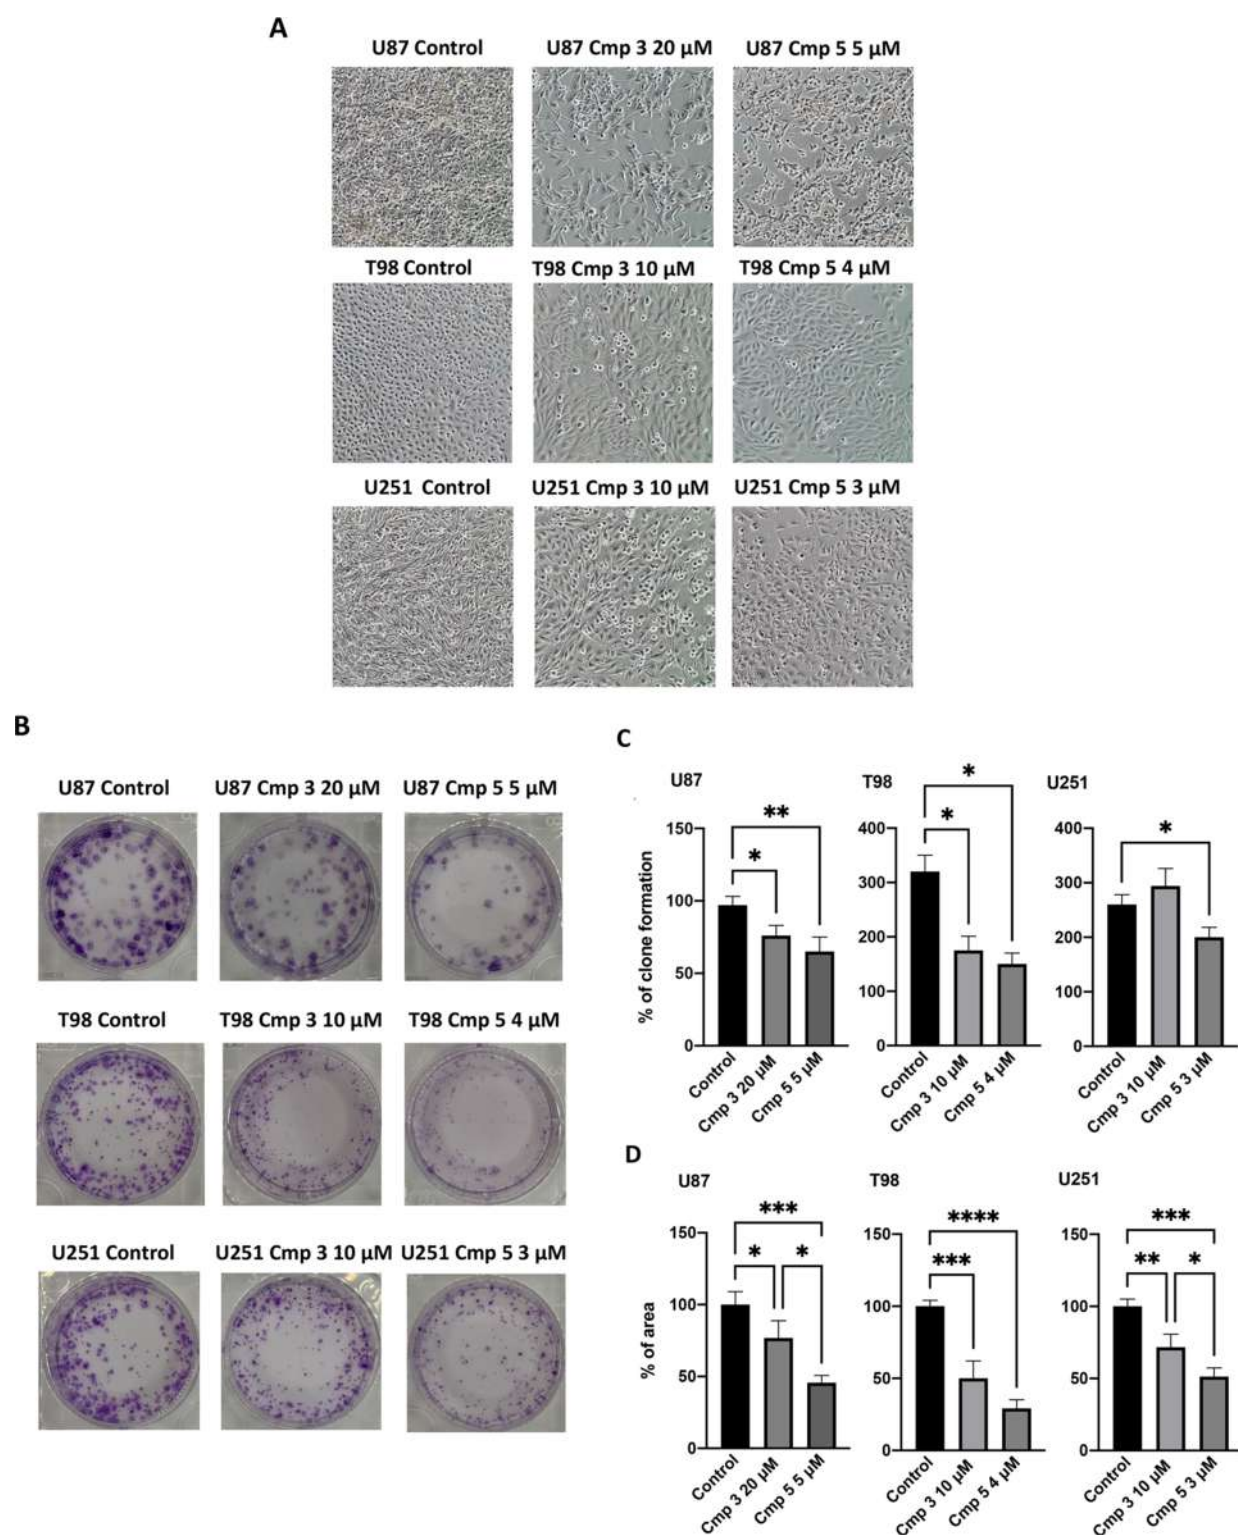 A
U87 Control U87 Cmp 3 20 µM U87 Cmp 5 5 µM
T98 Control T98 Cmp 3 10 µM T98 Cmp 5 4 µM
U251 Control U251 Cmp 3 10 µM U251 Cmp 5 3 µM
B
U87 Control U87 Cmp 3 20 µM U87 Cmp 5 5 µM
T98 Control T98 Cmp 3 10 µM T98 Cmp 5 4 µM
U251 Control U251 Cmp 3 10 µM U251 Cmp 5 3 µM
C
% of clone formation
U87
**
*
150
100
50
0
Control
Cmp 3 20 µM
Cmp 5 5 µM
T98
*
*
400
300
200
100
0
Control
Cmp 3 10 µM
Cmp 5 4 µM
U251
*
400
300
200
100
0
Control
Cmp 3 10 µM
Cmp 5 3 µM
D
% of area
U87
***
* *
150
100
50
0
Control
Cmp 3 20 µM
Cmp 5 5 µM
T98
****
***
150
100
50
0
Control
Cmp 3 10 µM
Cmp 5 4 µM
U251
***
** *
150
100
50
0
Control
Cmp 3 10 µM
Cmp 5 3 µM